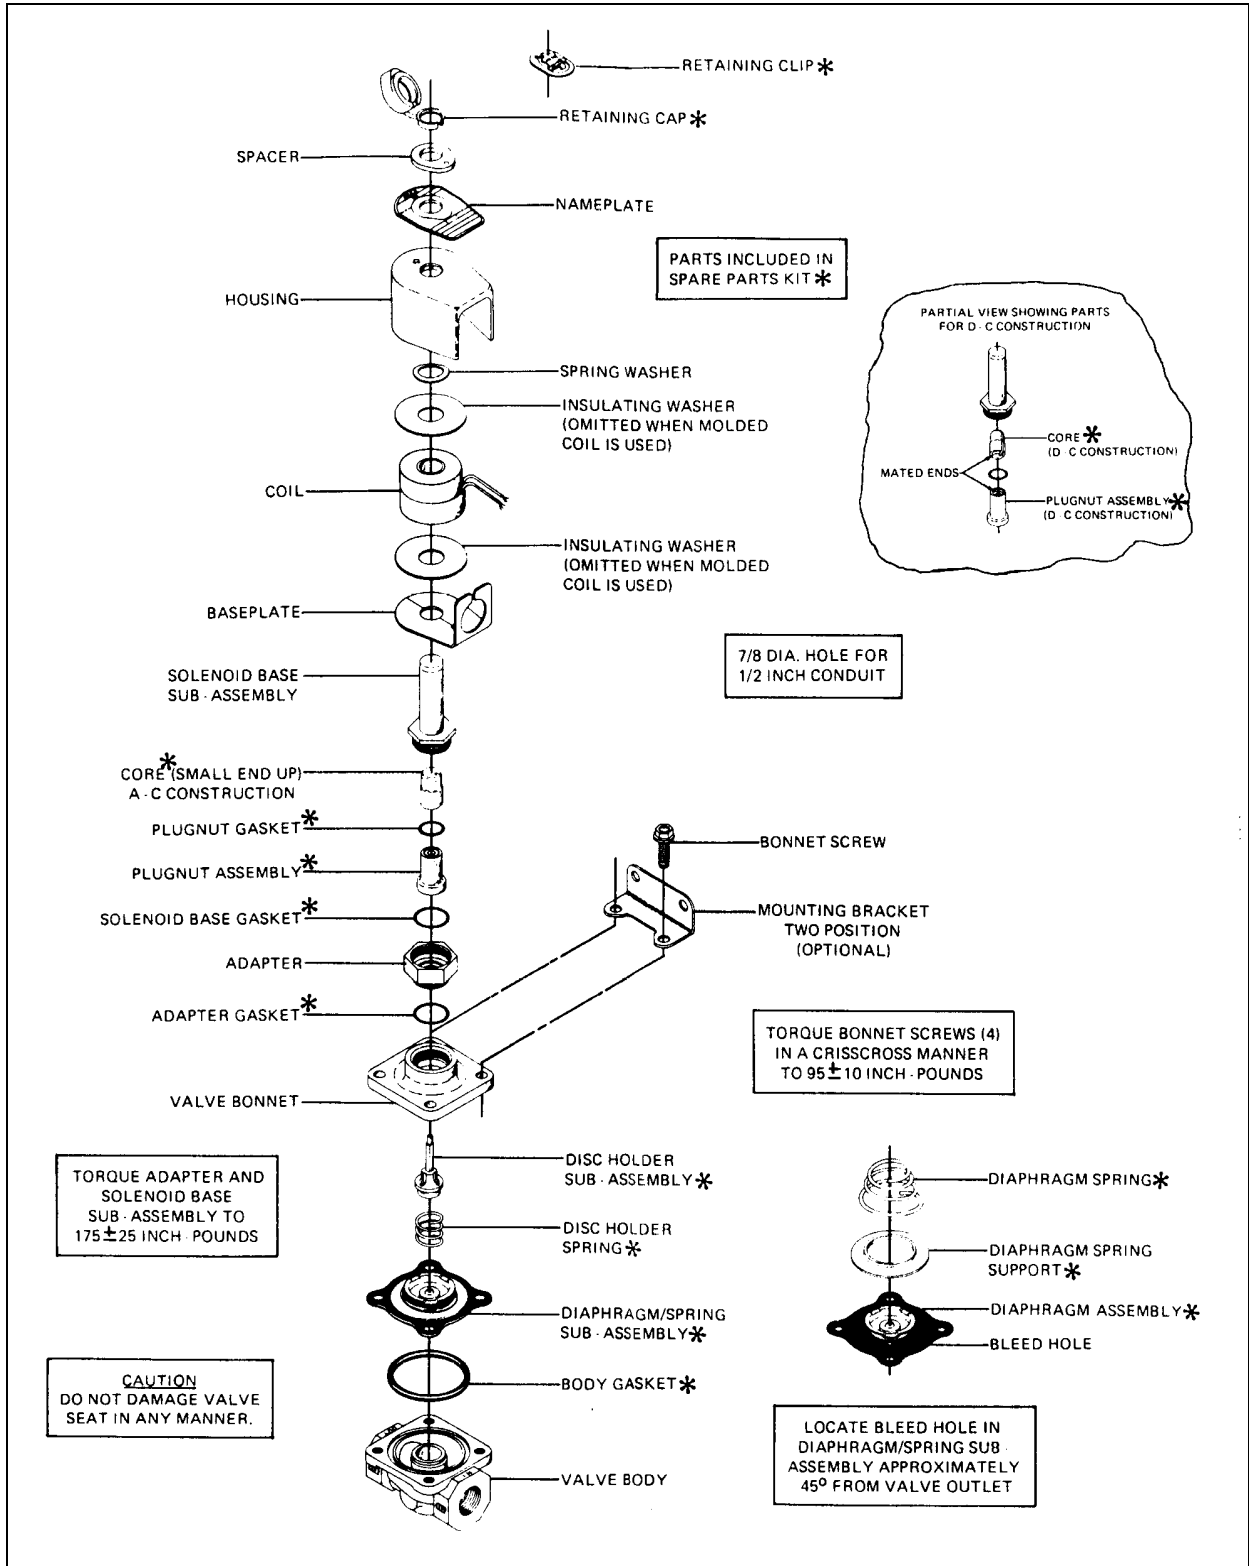 RETAINING CLIP*
RETAINING CAP*
SPACER
NAMEPLATE
PARTS INCLUDED IN
SPARE PARTS KIT*
HOUSING
PARTIAL VIEW SHOWING PARTS
FOR D-C CONSTRUCTION
SPRING WASHER
INSULATING WASHER
(OMITTED WHEN MOLDED
COIL IS USED)
CORE*
(D-C CONSTRUCTION)
MATED ENDS
PLUGNUT ASSEMBLY*
(D-C CONSTRUCTION)
COIL
INSULATING WASHER
(OMITTED WHEN MOLDED
COIL IS USED)
BASEPLATE
7/8 DIA. HOLE FOR
1/2 INCH CONDUIT
SOLENOID BASE
SUB-ASSEMBLY
CORE*(SMALL END UP)
A-C CONSTRUCTION
PLUGNUT GASKET*
BONNET SCREW
PLUGNUT ASSEMBLY*
SOLENOID BASE GASKET*
MOUNTING BRACKET
TWO POSITION
(OPTIONAL)
ADAPTER
ADAPTER GASKET*
TORQUE BONNET SCREWS (4)
IN A CRISSCROSS MANNER
TO 95±10 INCH-POUNDS
VALVE BONNET
TORQUE ADAPTER AND
SOLENOID BASE
SUB-ASSEMBLY TO
175±25 INCH-POUNDS
DISC HOLDER
SUB-ASSEMBLY*
DIAPHRAGM SPRING*
DISC HOLDER
SPRING*
DIAPHRAGM SPRING
SUPPORT*
DIAPHRAGM/SPRING
SUB-ASSEMBLY*
DIAPHRAGM ASSEMBLY*
BLEED HOLE
CAUTION
DO NOT DAMAGE VALVE
SEAT IN ANY MANNER.
BODY GASKET*
LOCATE BLEED HOLE IN
DIAPHRAGM/SPRING SUB-
ASSEMBLY APPROXIMATELY
45° FROM VALVE OUTLET
VALVE BODY